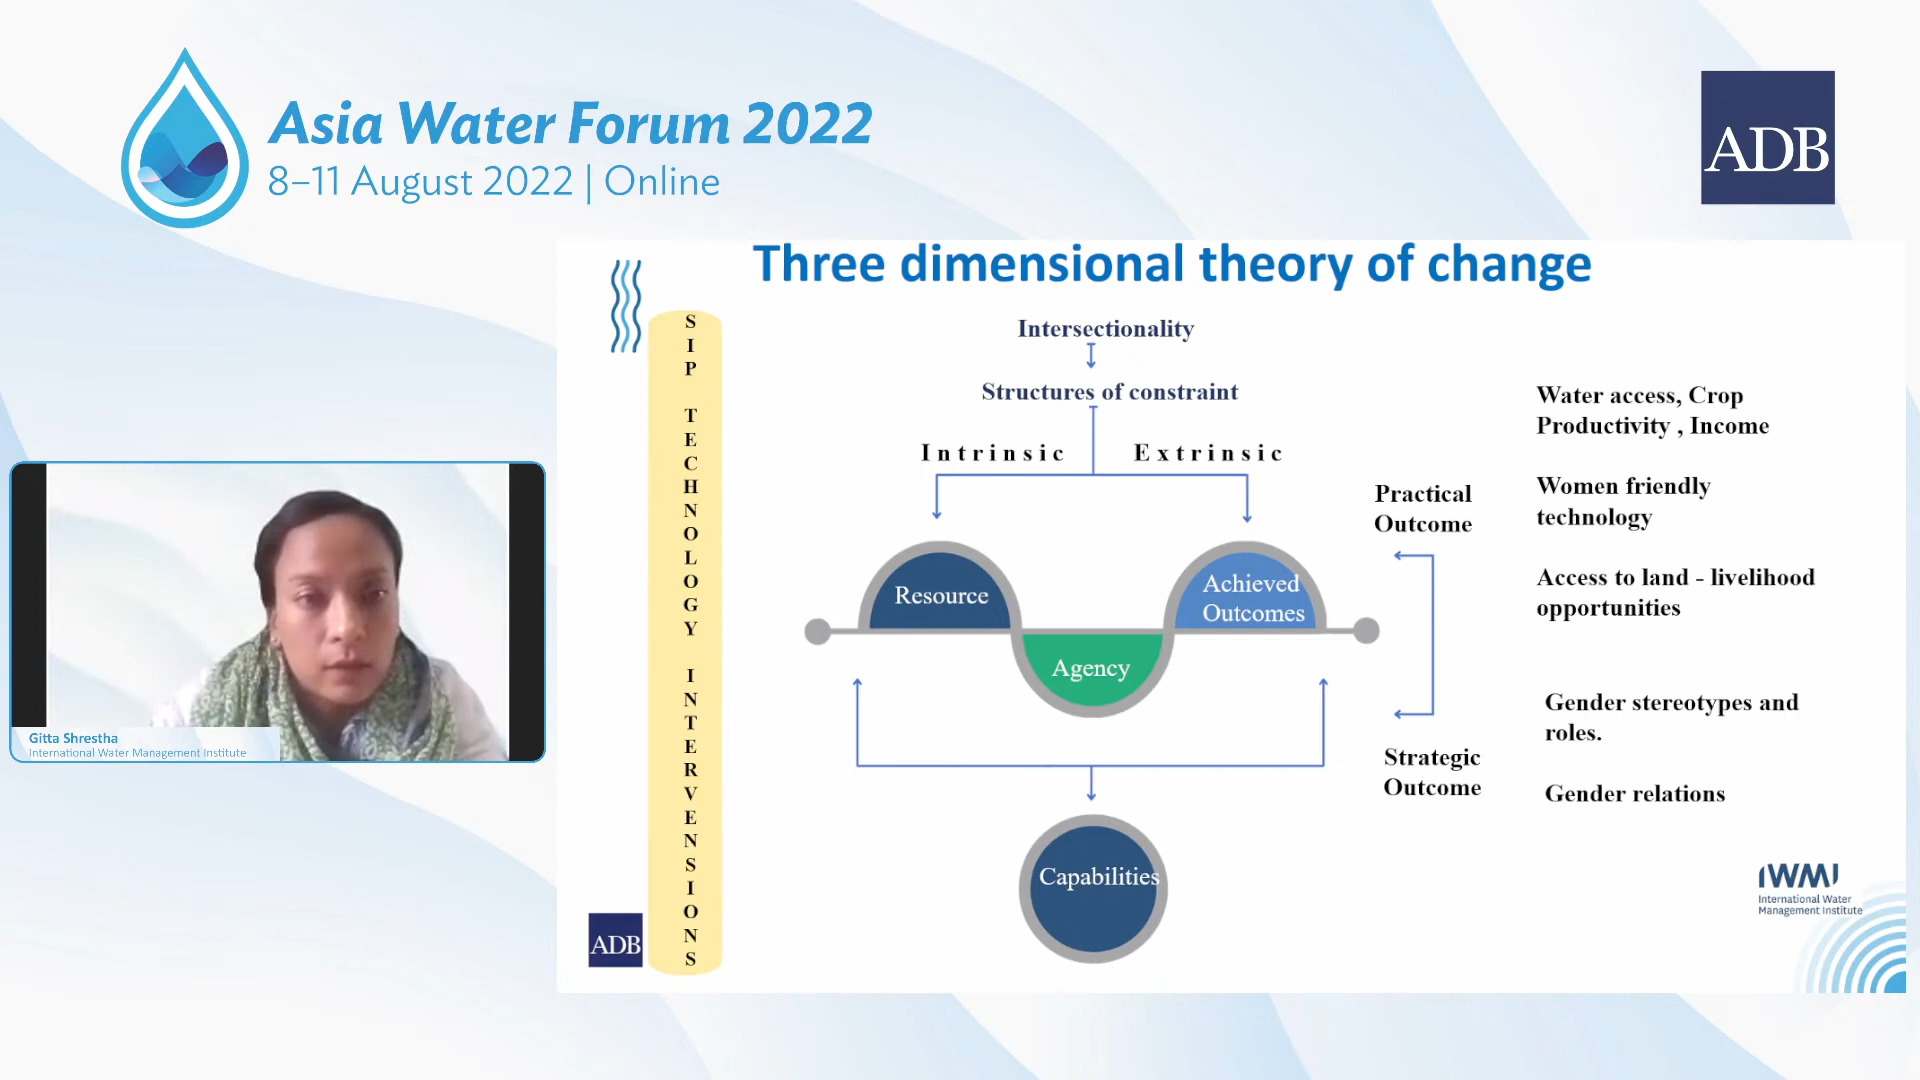 Asia Water Forum 2022
8–11 August 2022 | Online
ADB
Three dimensional theory of change
SIP TECHNOLOGY INTERVENSIONS
Intersectionality
Structures of constraint
Intrinsic Extrinsic
Resource
Achieved
Outcomes
Agency
Capabilities
Practical
Outcome
Strategic
Outcome
Water access, Crop
Productivity , Income
Women friendly
technology
Access to land - livelihood
opportunities
Gender stereotypes and
roles.
Gender relations
Gitta Shrestha
International Water Management Institute
ADB
IWMI
International Water
Management Institute